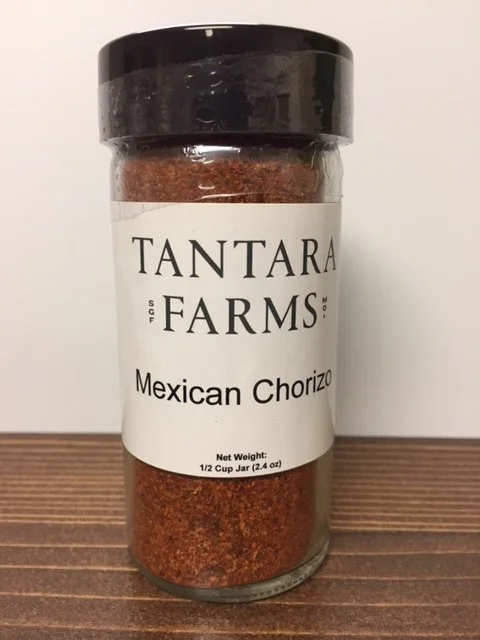 TANTARA
SGF FARMS MO.
Mexican Chorizo
Net Weight:
1/2 Cup Jar (2.4 oz)